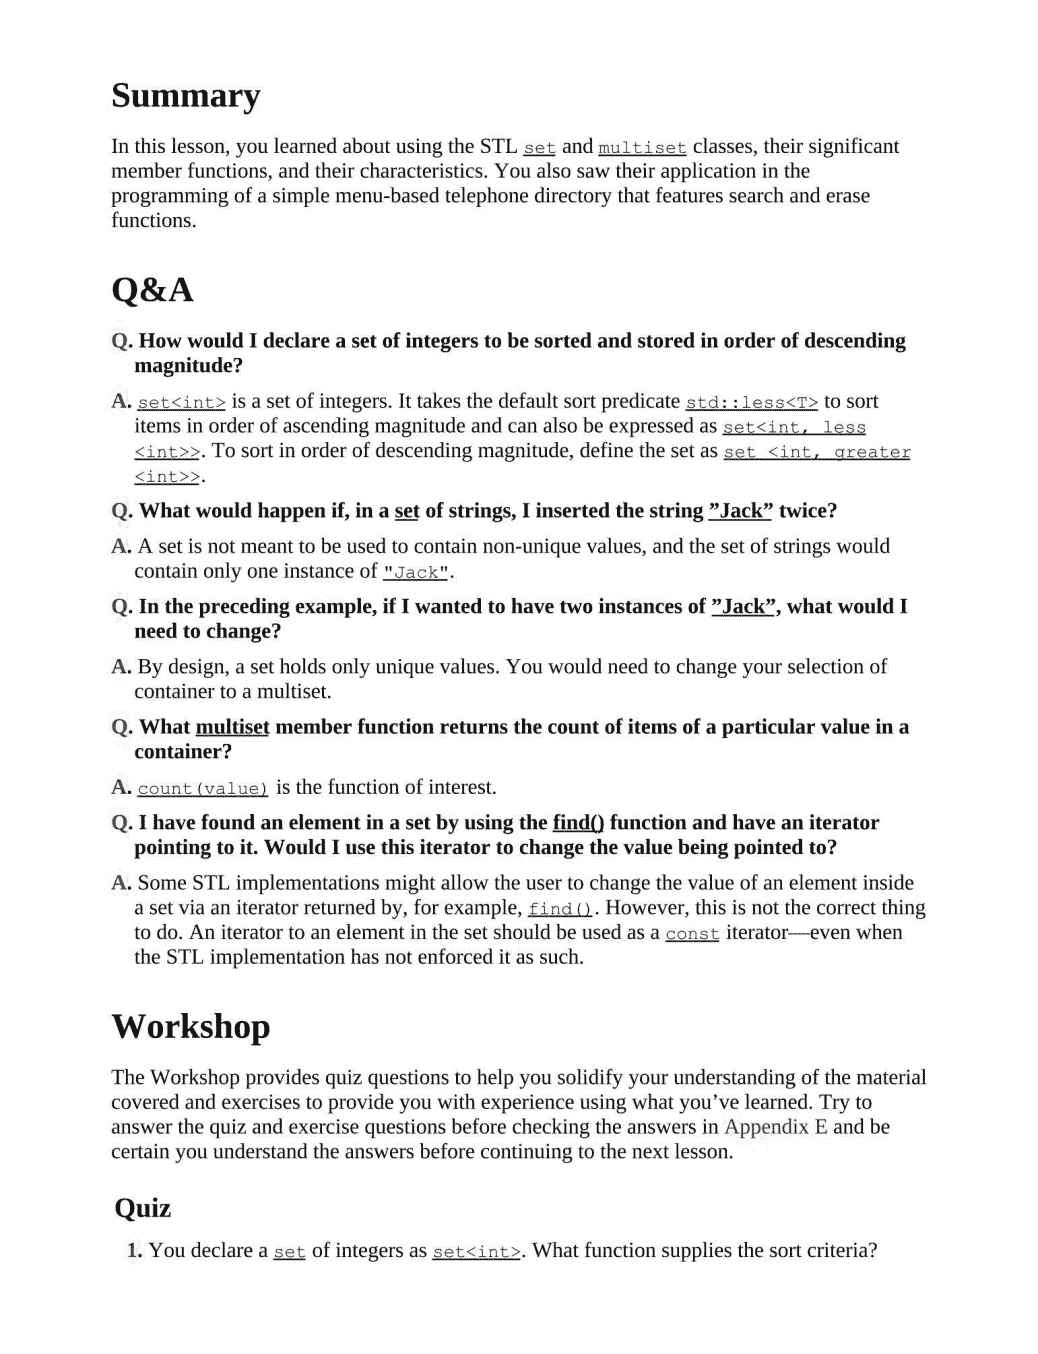 Summary
In this lesson, you learned about using the STL set and multiset classes, their significant
member functions, and their characteristics. You also saw their application in the
programming of a simple menu-based telephone directory that features search and erase
functions.
Q&A
Q. How would I declare a set of integers to be sorted and stored in order of descending
magnitude?
A. set<int> is a set of integers. It takes the default sort predicate std::less<T> to sort
items in order of ascending magnitude and can also be expressed as set<int, less
<int>>. To sort in order of descending magnitude, define the set as set <int, greater
<int>>.
Q. What would happen if, in a set of strings, I inserted the string ”Jack” twice?
A. A set is not meant to be used to contain non-unique values, and the set of strings would
contain only one instance of "Jack".
Q. In the preceding example, if I wanted to have two instances of ”Jack”, what would I
need to change?
A. By design, a set holds only unique values. You would need to change your selection of
container to a multiset.
Q. What multiset member function returns the count of items of a particular value in a
container?
A. count(value) is the function of interest.
Q. I have found an element in a set by using the find() function and have an iterator
pointing to it. Would I use this iterator to change the value being pointed to?
A. Some STL implementations might allow the user to change the value of an element inside
a set via an iterator returned by, for example, find(). However, this is not the correct thing
to do. An iterator to an element in the set should be used as a const iterator—even when
the STL implementation has not enforced it as such.
Workshop
The Workshop provides quiz questions to help you solidify your understanding of the material
covered and exercises to provide you with experience using what you’ve learned. Try to
answer the quiz and exercise questions before checking the answers in Appendix E and be
certain you understand the answers before continuing to the next lesson.
Quiz
1. You declare a set of integers as set<int>. What function supplies the sort criteria?